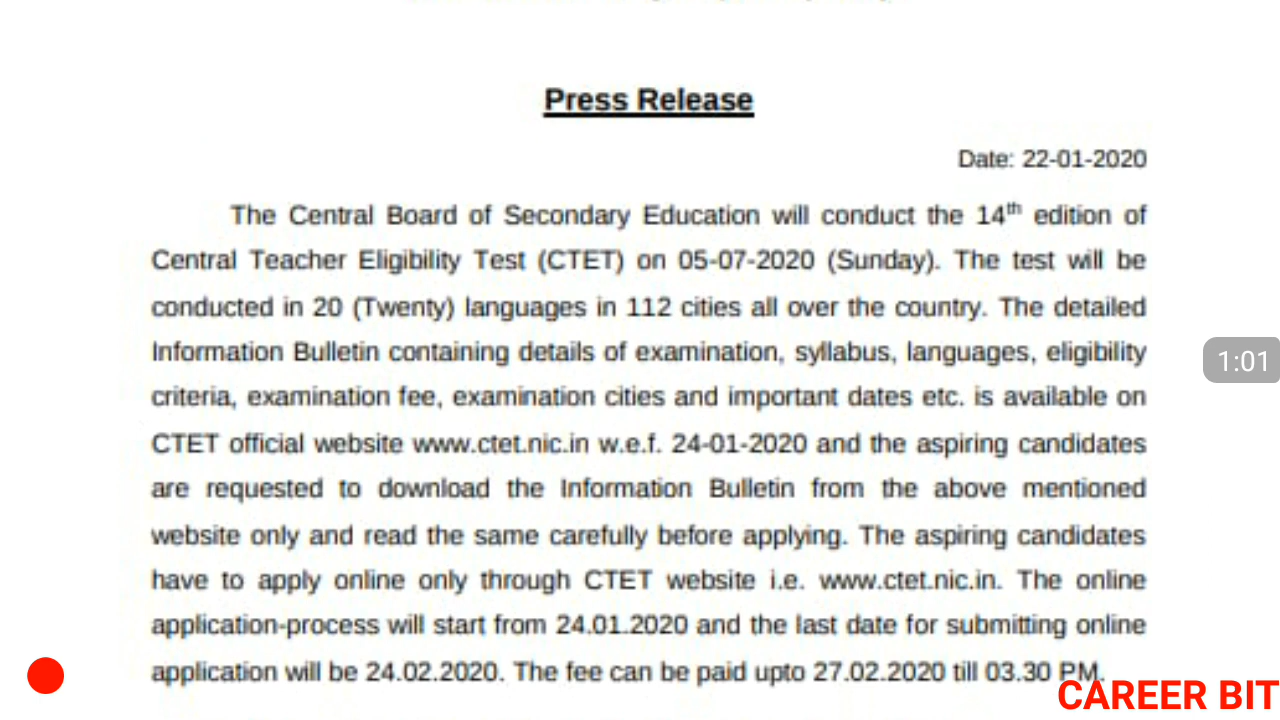 Press Release
Date: 22-01-2020
The Central Board of Secondary Education will conduct the 14th edition of
Central Teacher Eligibility Test (CTET) on 05-07-2020 (Sunday). The test will be
conducted in 20 (Twenty) languages in 112 cities all over the country. The detailed
Information Bulletin containing details of examination, syllabus, languages, eligibility
criteria, examination fee, examination cities and important dates etc. is available on
CTET official website www.ctet.nic.in w.e.f. 24-01-2020 and the aspiring candidates
are requested to download the Information Bulletin from the above mentioned
website only and read the same carefully before applying. The aspiring candidates
have to apply online only through CTET website i.e. www.ctet.nic.in. The online
application-process will start from 24.01.2020 and the last date for submitting online
application will be 24.02.2020. The fee can be paid upto 27.02.2020 till 03.30 PM.
1:01
CAREER BIT